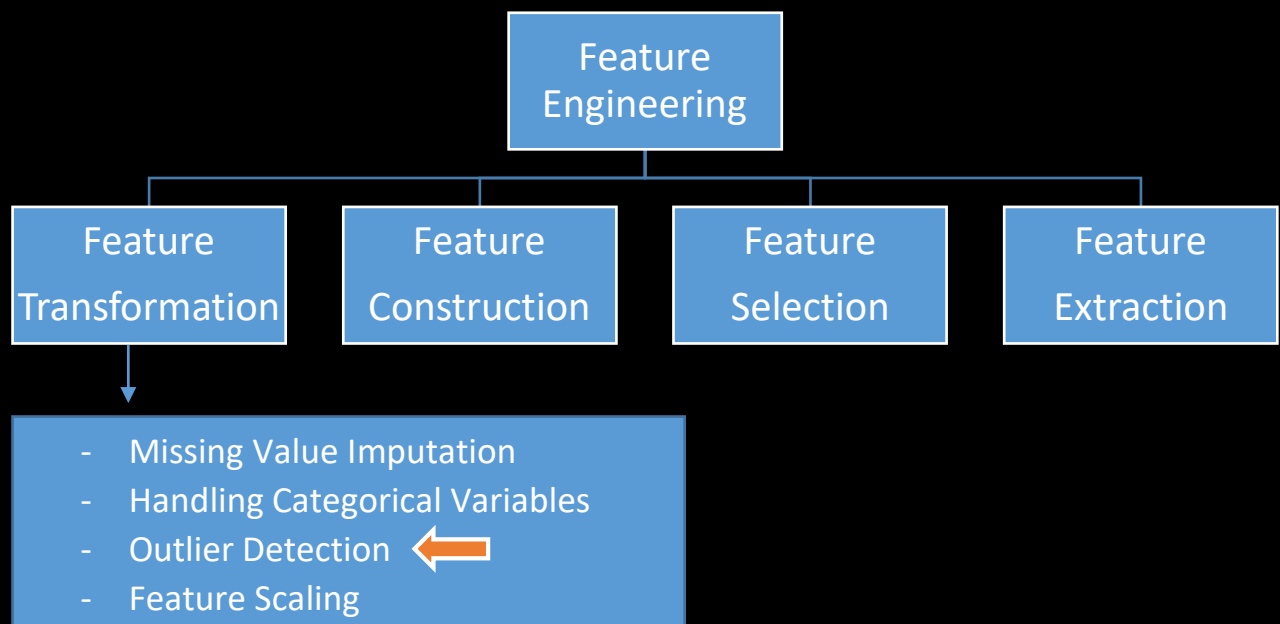 Feature
Engineering
Feature
Transformation
Feature
Construction
Feature
Selection
Feature
Extraction
- Missing Value Imputation
- Handling Categorical Variables
- Outlier Detection
- Feature Scaling